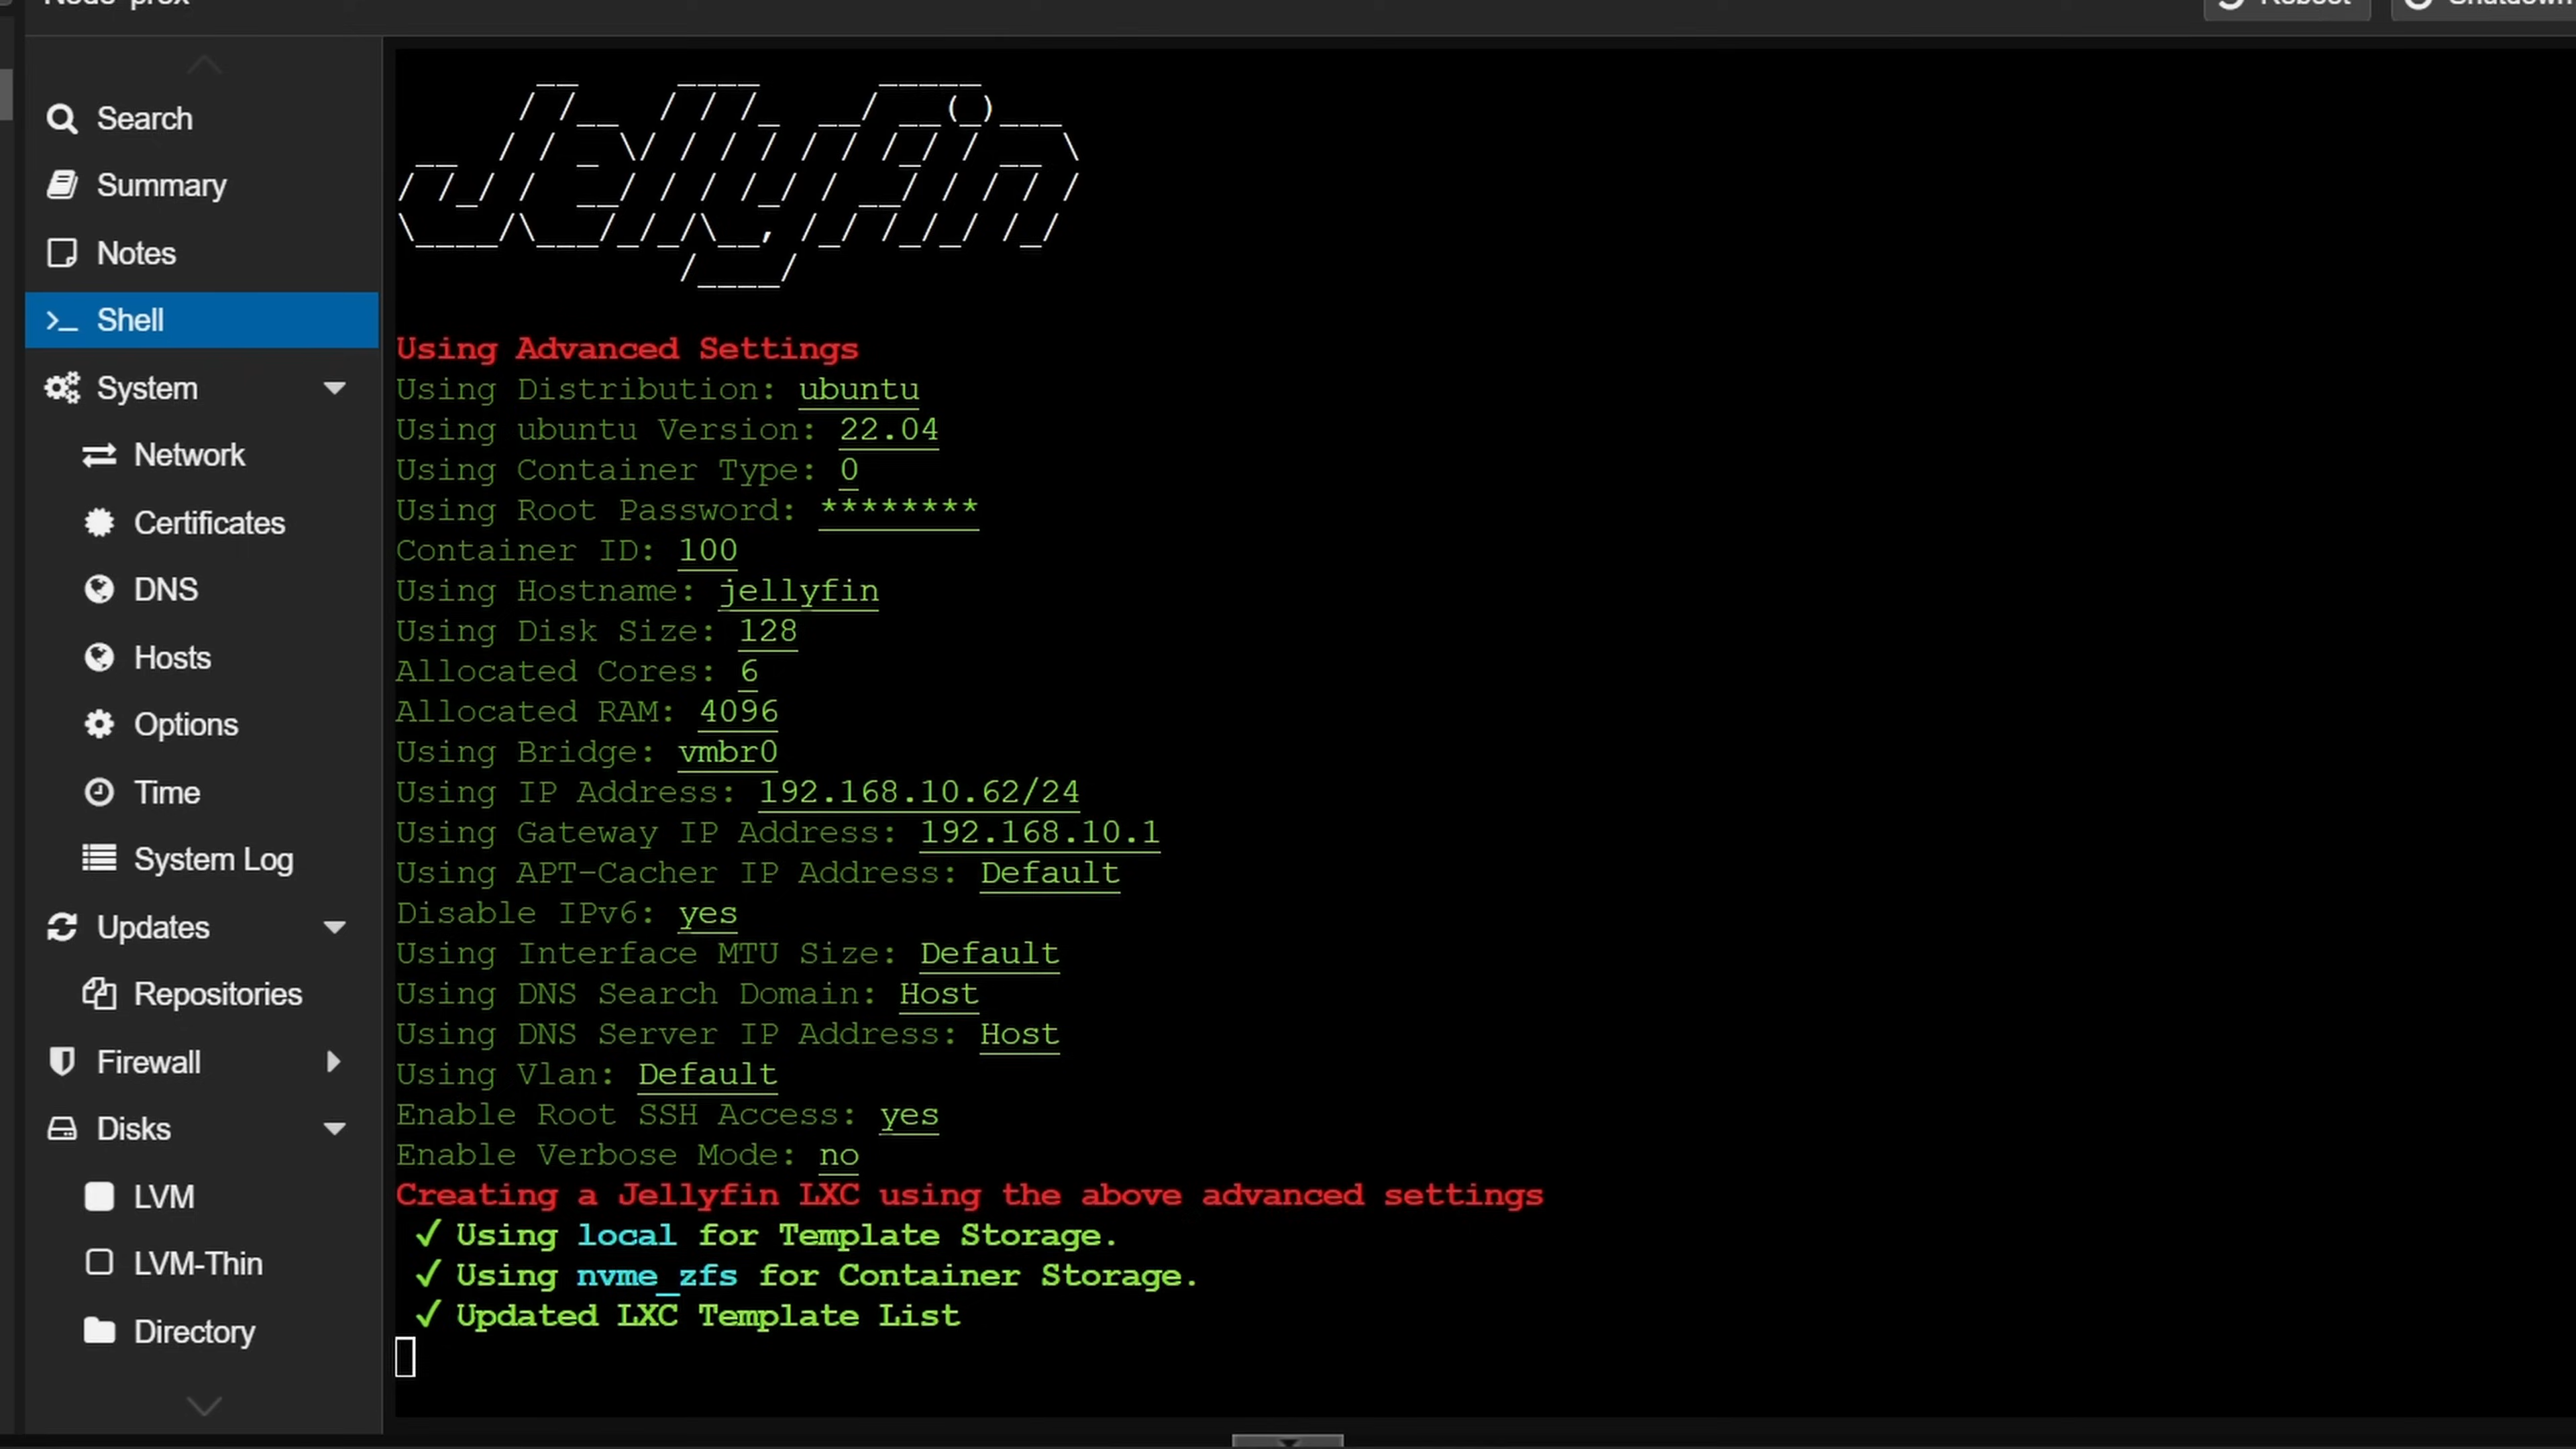 Search
Summary
Notes
Shell
System
Network
Certificates
DNS
Hosts
Options
Time
System Log
Updates
Repositories
Firewall
Disks
LVM
LVM-Thin
Directory
Jellyfin
Using Advanced Settings
Using Distribution: ubuntu
Using ubuntu Version: 22.04
Using Container Type: 0
Using Root Password: ********
Container ID: 100
Using Hostname: jellyfin
Using Disk Size: 128
Allocated Cores: 6
Allocated RAM: 4096
Using Bridge: vmbr0
Using IP Address: 192.168.10.62/24
Using Gateway IP Address: 192.168.10.1
Using APT-Cacher IP Address: Default
Disable IPv6: yes
Using Interface MTU Size: Default
Using DNS Search Domain: Host
Using DNS Server IP Address: Host
Using Vlan: Default
Enable Root SSH Access: yes
Enable Verbose Mode: no
Creating a Jellyfin LXC using the above advanced settings
✓ Using local for Template Storage.
✓ Using nvme_zfs for Container Storage.
✓ Updated LXC Template List